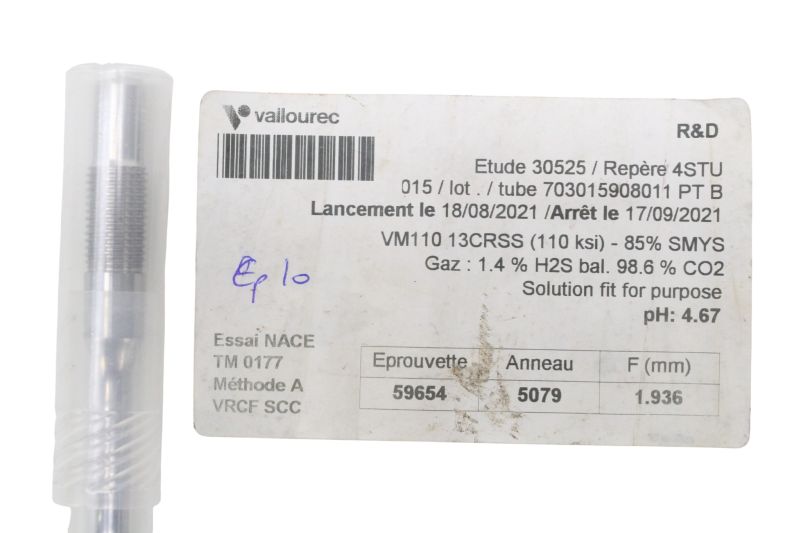 vallourec
R&D
Etude 30525 / Repère 4STU
015 / lot . / tube 703015908011 PT B
Lancement le 18/08/2021 /Arrêt le 17/09/2021
VM110 13CRSS (110 ksi) - 85% SMYS
Gaz : 1.4 % H2S bal. 98.6 % CO2
Solution fit for purpose
pH: 4.67
Ep 10
Essai NACE
TM 0177
Méthode A
VRCF SCC
Eprouvette Anneau F (mm)
59654 5079 1.936